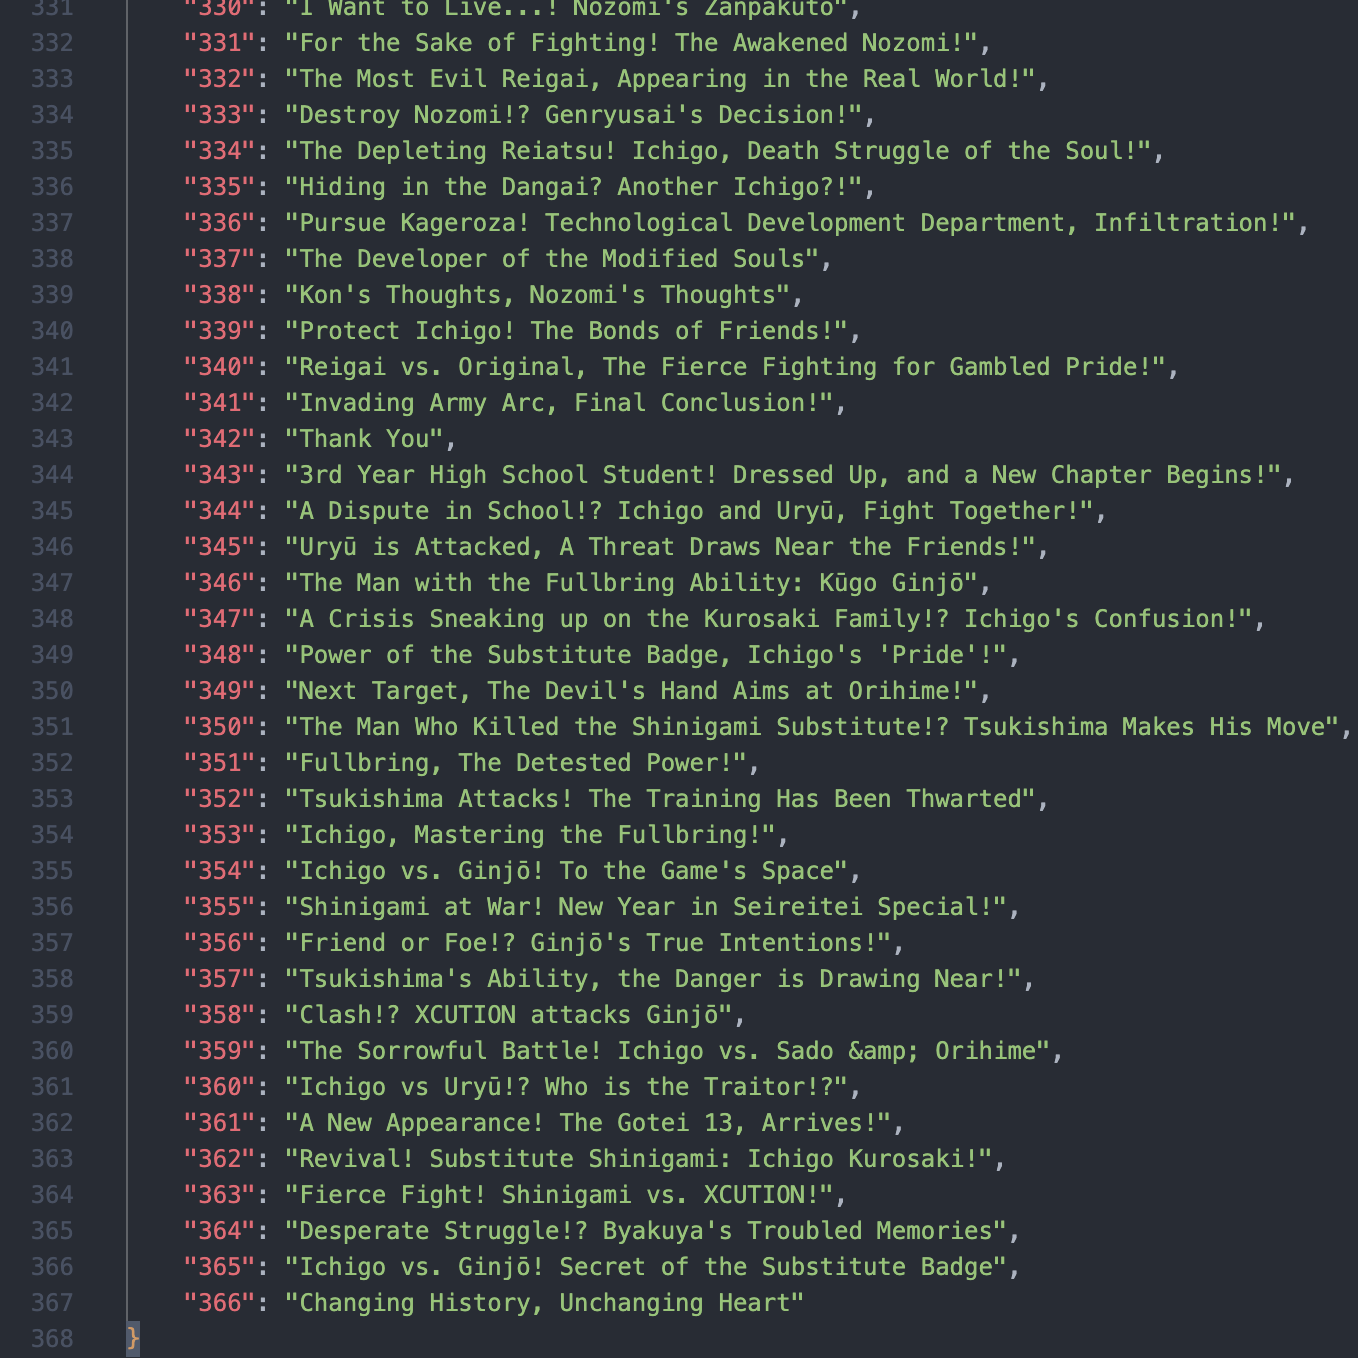 331 "330": "I Want to Live...! Nozomi's Zanpakuto",
332 "331": "For the Sake of Fighting! The Awakened Nozomi!",
333 "332": "The Most Evil Reigai, Appearing in the Real World!",
334 "333": "Destroy Nozomi!? Genryusai's Decision!",
335 "334": "The Depleting Reiatsu! Ichigo, Death Struggle of the Soul!",
336 "335": "Hiding in the Dangai? Another Ichigo?!",
337 "336": "Pursue Kageroza! Technological Development Department, Infiltration!",
338 "337": "The Developer of the Modified Souls",
339 "338": "Kon's Thoughts, Nozomi's Thoughts",
340 "339": "Protect Ichigo! The Bonds of Friends!",
341 "340": "Reigai vs. Original, The Fierce Fighting for Gambled Pride!",
342 "341": "Invading Army Arc, Final Conclusion!",
343 "342": "Thank You",
344 "343": "3rd Year High School Student! Dressed Up, and a New Chapter Begins!",
345 "344": "A Dispute in School!? Ichigo and Uryū, Fight Together!",
346 "345": "Uryū is Attacked, A Threat Draws Near the Friends!",
347 "346": "The Man with the Fullbring Ability: Kūgo Ginjō",
348 "347": "A Crisis Sneaking up on the Kurosaki Family!? Ichigo's Confusion!",
349 "348": "Power of the Substitute Badge, Ichigo's 'Pride'!",
350 "349": "Next Target, The Devil's Hand Aims at Orihime!",
351 "350": "The Man Who Killed the Shinigami Substitute!? Tsukishima Makes His Move",
352 "351": "Fullbring, The Detested Power!",
353 "352": "Tsukishima Attacks! The Training Has Been Thwarted",
354 "353": "Ichigo, Mastering the Fullbring!",
355 "354": "Ichigo vs. Ginjō! To the Game's Space",
356 "355": "Shinigami at War! New Year in Seireitei Special!",
357 "356": "Friend or Foe!? Ginjō's True Intentions!",
358 "357": "Tsukishima's Ability, the Danger is Drawing Near!",
359 "358": "Clash!? XCUTION attacks Ginjō",
360 "359": "The Sorrowful Battle! Ichigo vs. Sado &amp; Orihime",
361 "360": "Ichigo vs Uryū!? Who is the Traitor!?",
362 "361": "A New Appearance! The Gotei 13, Arrives!",
363 "362": "Revival! Substitute Shinigami: Ichigo Kurosaki!",
364 "363": "Fierce Fight! Shinigami vs. XCUTION!",
365 "364": "Desperate Struggle!? Byakuya's Troubled Memories",
366 "365": "Ichigo vs. Ginjō! Secret of the Substitute Badge",
367 "366": "Changing History, Unchanging Heart"
368 }